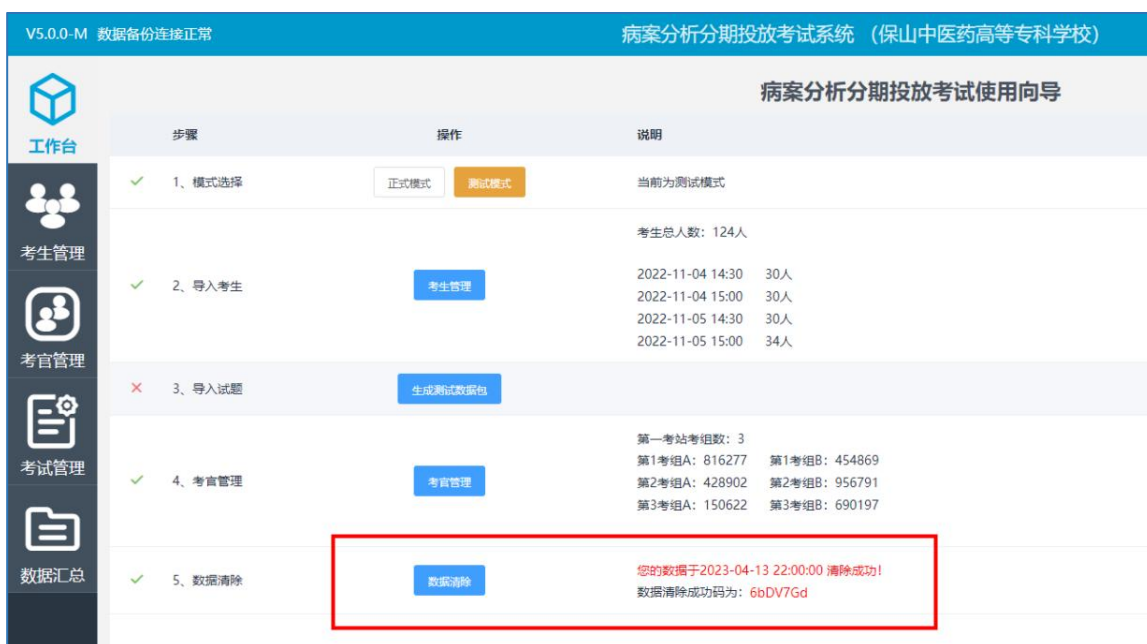 V5.0.0-M 数据备份连接正常
病案分析分期投放考试系统 （保山中医药高等专科学校）
工作台
考生管理
考官管理
考试管理
数据汇总
病案分析分期投放考试使用向导
步骤 操作 说明
1、模式选择 正式模式 测试模式 当前为测试模式
考生总人数：124人
2、导入考生 考生管理
2022-11-04 14:30 30人
2022-11-04 15:00 30人
2022-11-05 14:30 30人
2022-11-05 15:00 34人
3、导入试题 生成测试数据包
第一考站考组数：3
第1考组A：816277 第1考组B：454869
4、考官管理 考官管理
第2考组A：428902 第2考组B：956791
第3考组A：150622 第3考组B：690197
5、数据清除 数据清除
您的数据于2023-04-13 22:00:00 清除成功！
数据清除成功码为：6bDV7Gd